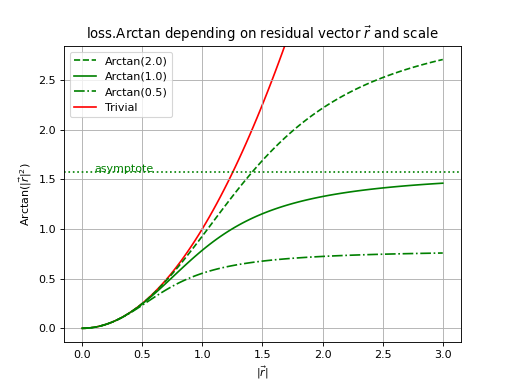 loss.Arctan depending on residual vector r⃗ and scale
Arctan(2.0)
Arctan(1.0)
Arctan(0.5)
Trivial
asymptote
Arctan(|r⃗|²)
2.5
2.0
1.5
1.0
0.5
0.0
0.0 0.5 1.0 1.5 2.0 2.5 3.0
|r⃗|